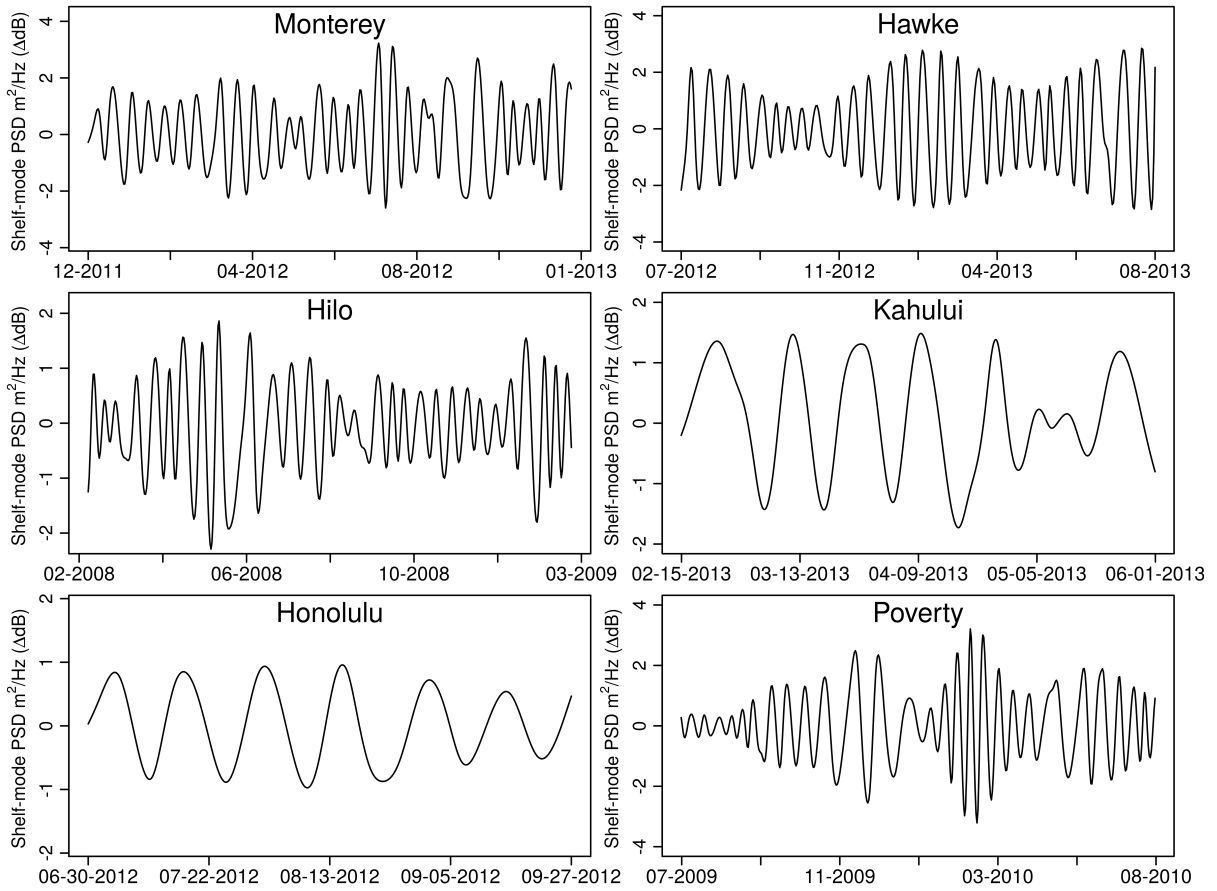 Monterey
Shelf-mode PSD m²/Hz (ΔdB)
4
2
0
-2
-4
12-2011 04-2012 08-2012 01-2013
Hawke
Shelf-mode PSD m²/Hz (ΔdB)
4
2
0
-2
-4
07-2012 11-2012 04-2013 08-2013
Hilo
Shelf-mode PSD m²/Hz (ΔdB)
2
1
0
-1
-2
02-2008 06-2008 10-2008 03-2009
Kahului
Shelf-mode PSD m²/Hz (ΔdB)
2
1
0
-1
-2
02-15-2013 03-13-2013 04-09-2013 05-05-2013 06-01-2013
Honolulu
Shelf-mode PSD m²/Hz (ΔdB)
2
1
0
-1
-2
06-30-2012 07-22-2012 08-13-2012 09-05-2012 09-27-2012
Poverty
Shelf-mode PSD m²/Hz (ΔdB)
4
2
0
-2
-4
07-2009 11-2009 03-2010 08-2010